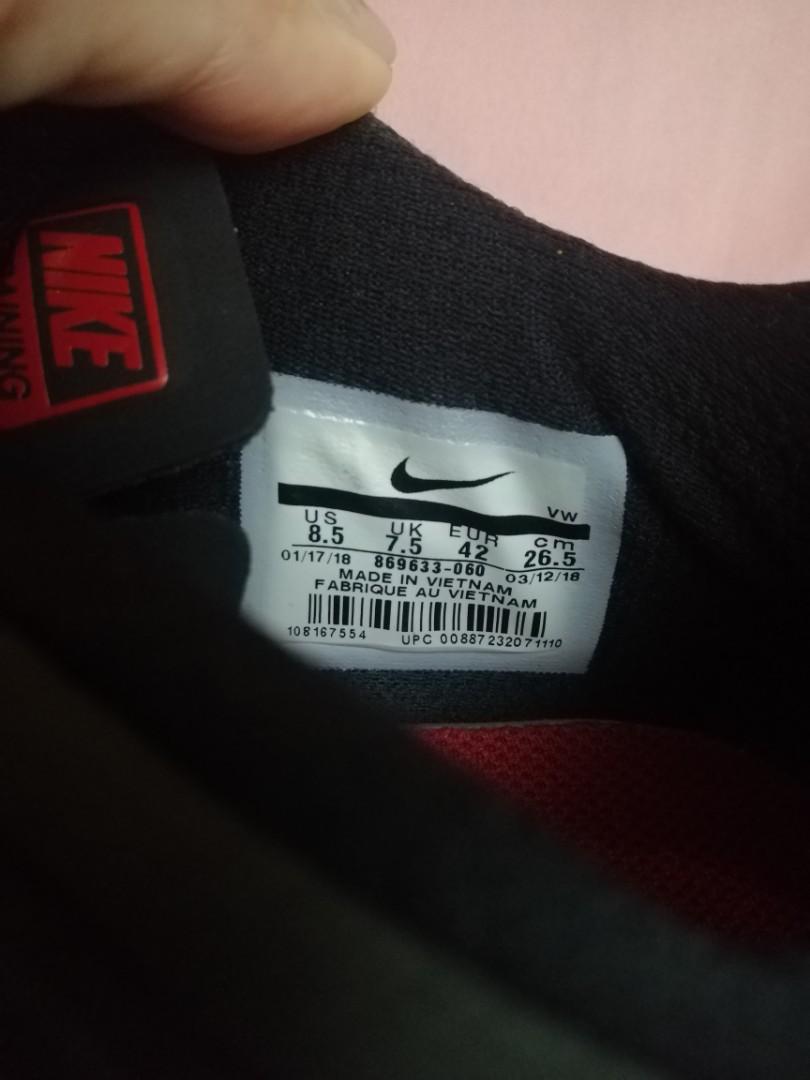 NIKE
VW
US UK EUR cm
8.5 7.5 42 26.5
01/17/18 869633-060 03/12/18
MADE IN VIETNAM
FABRIQUE AU VIETNAM
108167554 UPC 00887232071110